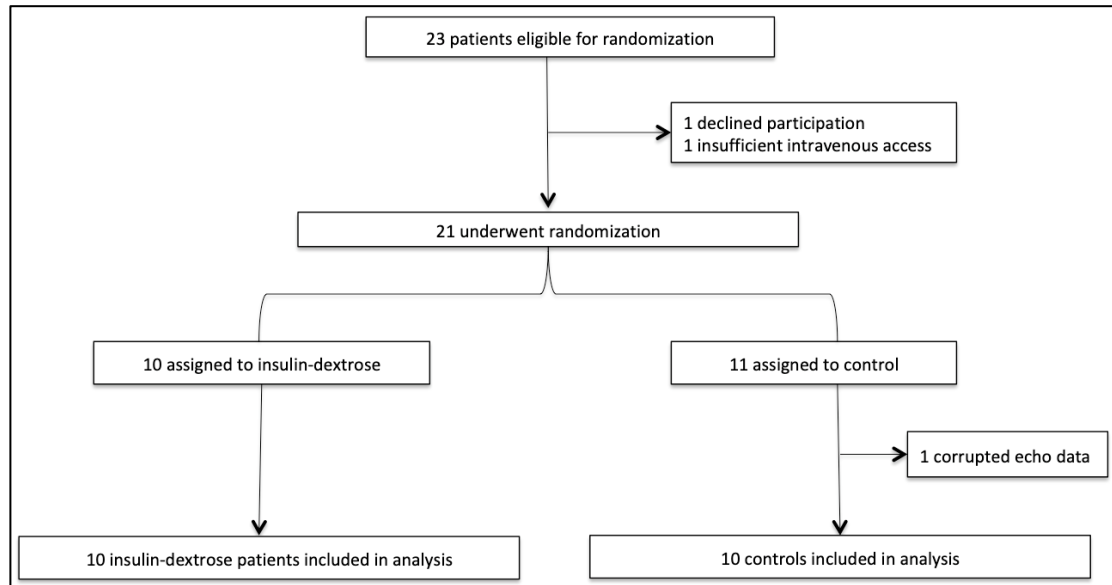 23 patients eligible for randomization
1 declined participation
1 insufficient intravenous access
21 underwent randomization
10 assigned to insulin-dextrose
11 assigned to control
1 corrupted echo data
10 insulin-dextrose patients included in analysis
10 controls included in analysis